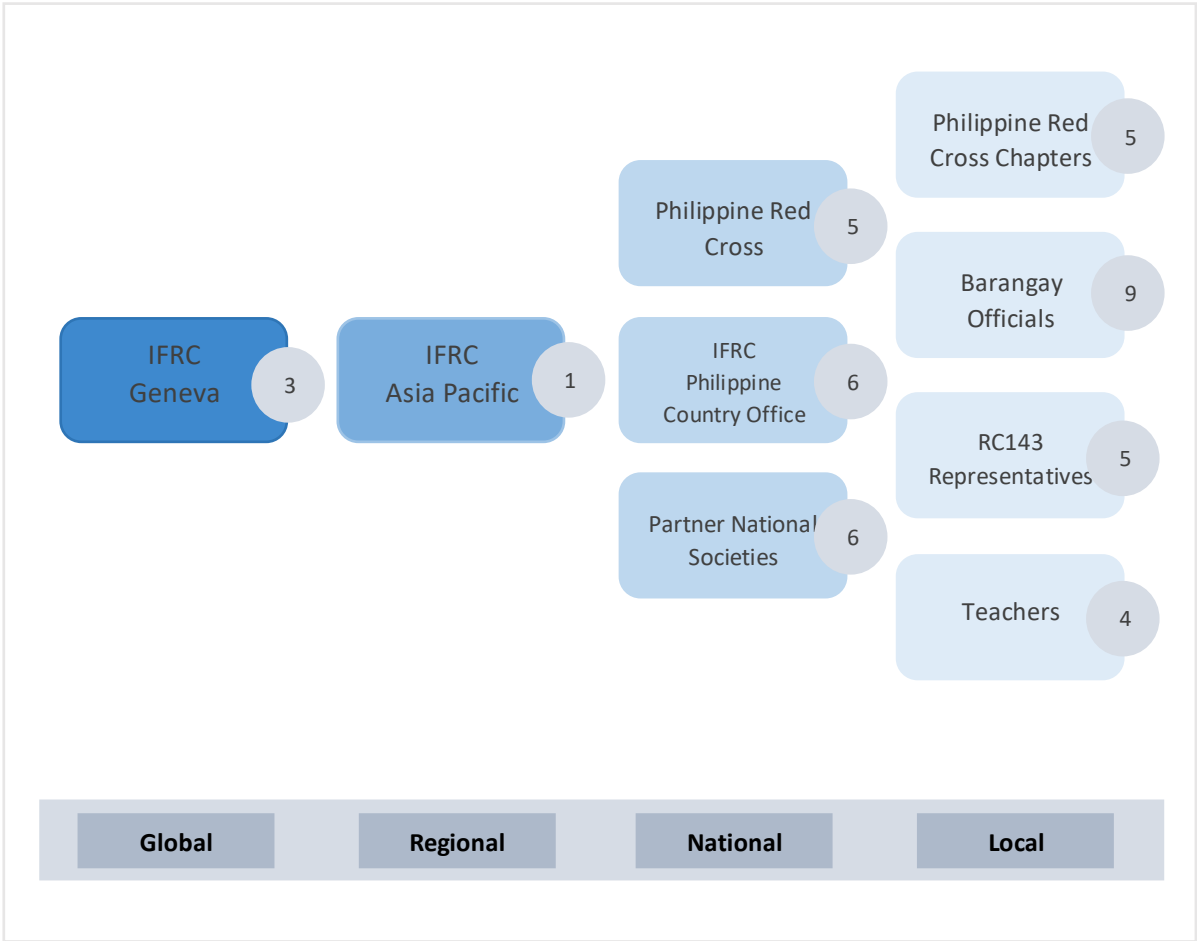 IFRC
Geneva
3
IFRC
Asia Pacific
1
Philippine Red
Cross
5
IFRC
Philippine
Country Office
6
Partner National
Societies
6
Philippine Red
Cross Chapters
5
Barangay
Officials
9
RC143
Representatives
5
Teachers
4
Global
Regional
National
Local